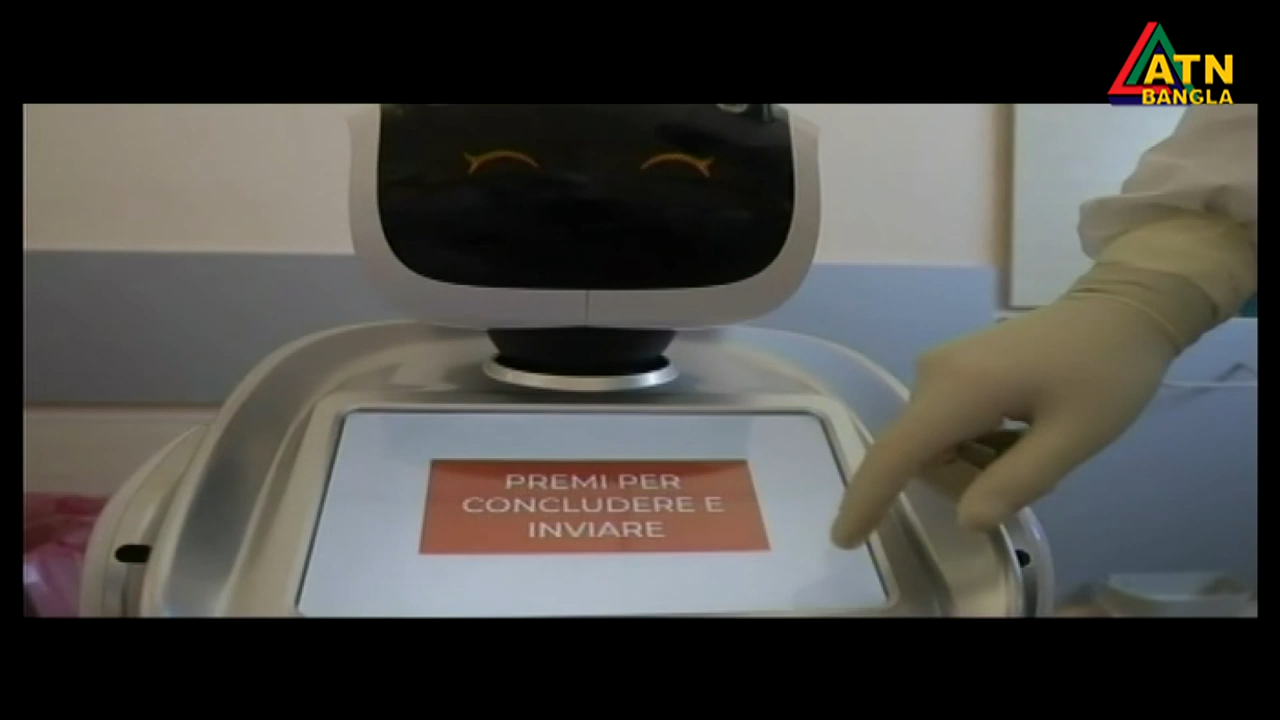 ATN
BANGLA
PREMI PER
CONCLUDERE E
INVIARE